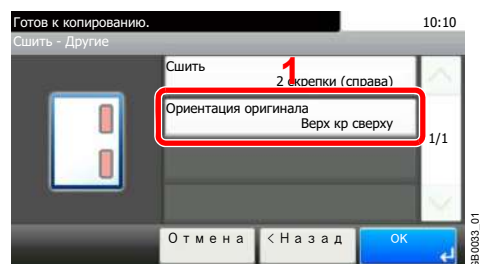 Готов к копированию.
10:10
Сшить - Другие
Сшить
1
2 скрепки (справа)
Ориентация оригинала
Верх кр сверху
1/1
Отмена
<Назад
OK
GB0033_01